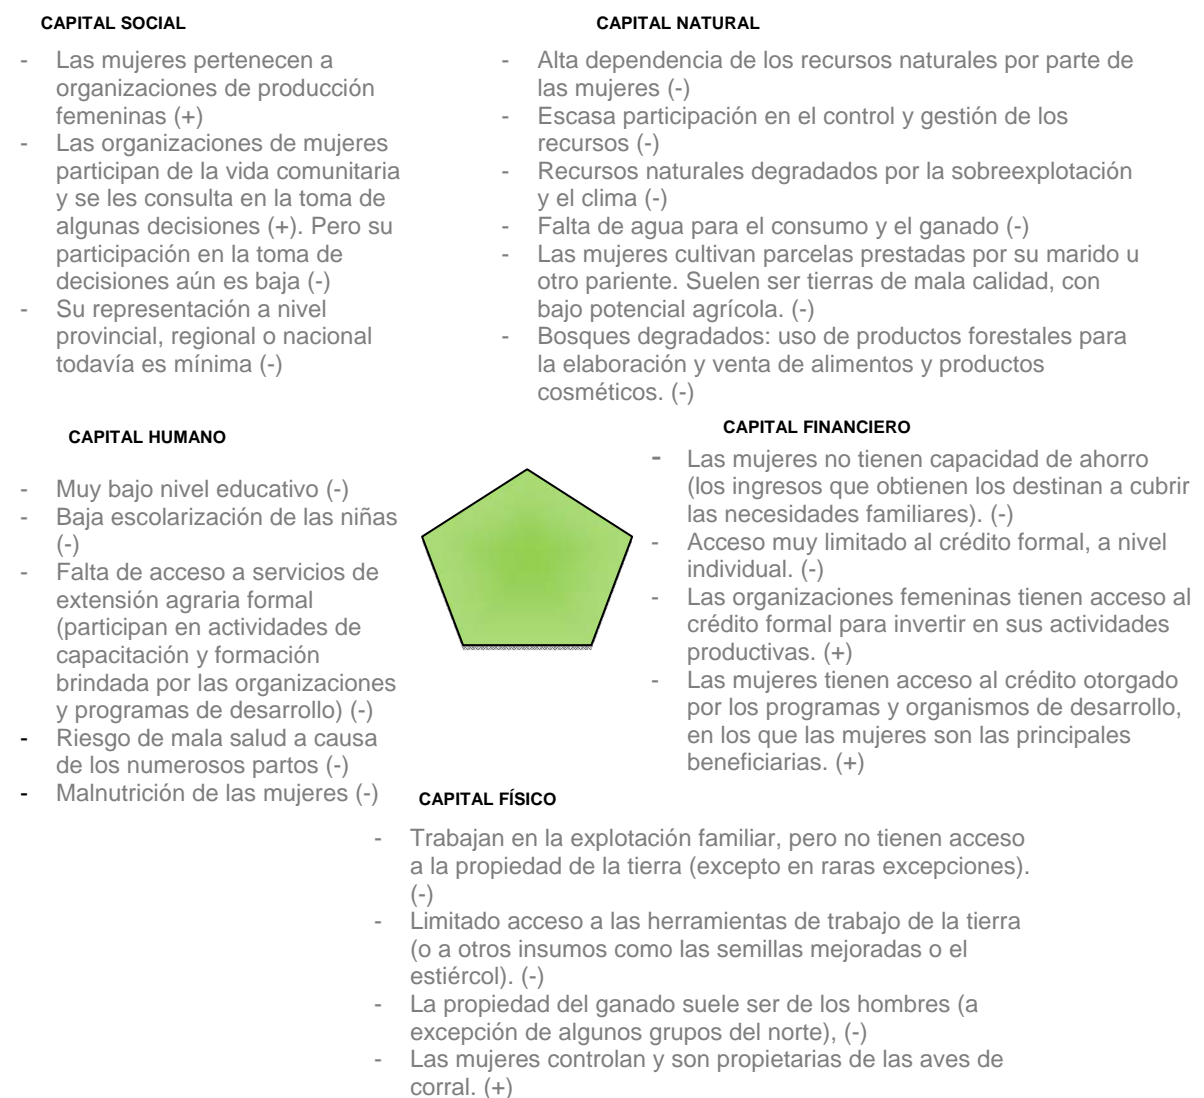 CAPITAL SOCIAL
- Las mujeres pertenecen a
organizaciones de producción
femeninas (+)
- Las organizaciones de mujeres
participan de la vida comunitaria
y se les consulta en la toma de
algunas decisiones (+). Pero su
participación en la toma de
decisiones aún es baja (-)
- Su representación a nivel
provincial, regional o nacional
todavía es mínima (-)
CAPITAL NATURAL
- Alta dependencia de los recursos naturales por parte de
las mujeres (-)
- Escasa participación en el control y gestión de los
recursos (-)
- Recursos naturales degradados por la sobreexplotación
y el clima (-)
- Falta de agua para el consumo y el ganado (-)
- Las mujeres cultivan parcelas prestadas por su marido u
otro pariente. Suelen ser tierras de mala calidad, con
bajo potencial agrícola. (-)
- Bosques degradados: uso de productos forestales para
la elaboración y venta de alimentos y productos
cosméticos. (-)
CAPITAL HUMANO
- Muy bajo nivel educativo (-)
- Baja escolarización de las niñas
(-)
- Falta de acceso a servicios de
extensión agraria formal
(participan en actividades de
capacitación y formación
brindada por las organizaciones
y programas de desarrollo) (-)
- Riesgo de mala salud a causa
de los numerosos partos (-)
- Malnutrición de las mujeres (-)
CAPITAL FINANCIERO
- Las mujeres no tienen capacidad de ahorro
(los ingresos que obtienen los destinan a cubrir
las necesidades familiares). (-)
- Acceso muy limitado al crédito formal, a nivel
individual. (-)
- Las organizaciones femeninas tienen acceso al
crédito formal para invertir en sus actividades
productivas. (+)
- Las mujeres tienen acceso al crédito otorgado
por los programas y organismos de desarrollo,
en los que las mujeres son las principales
beneficiarias. (+)
CAPITAL FÍSICO
- Trabajan en la explotación familiar, pero no tienen acceso
a la propiedad de la tierra (excepto en raras excepciones).
(-)
- Limitado acceso a las herramientas de trabajo de la tierra
(o a otros insumos como las semillas mejoradas o el
estiércol). (-)
- La propiedad del ganado suele ser de los hombres (a
excepción de algunos grupos del norte), (-)
- Las mujeres controlan y son propietarias de las aves de
corral. (+)